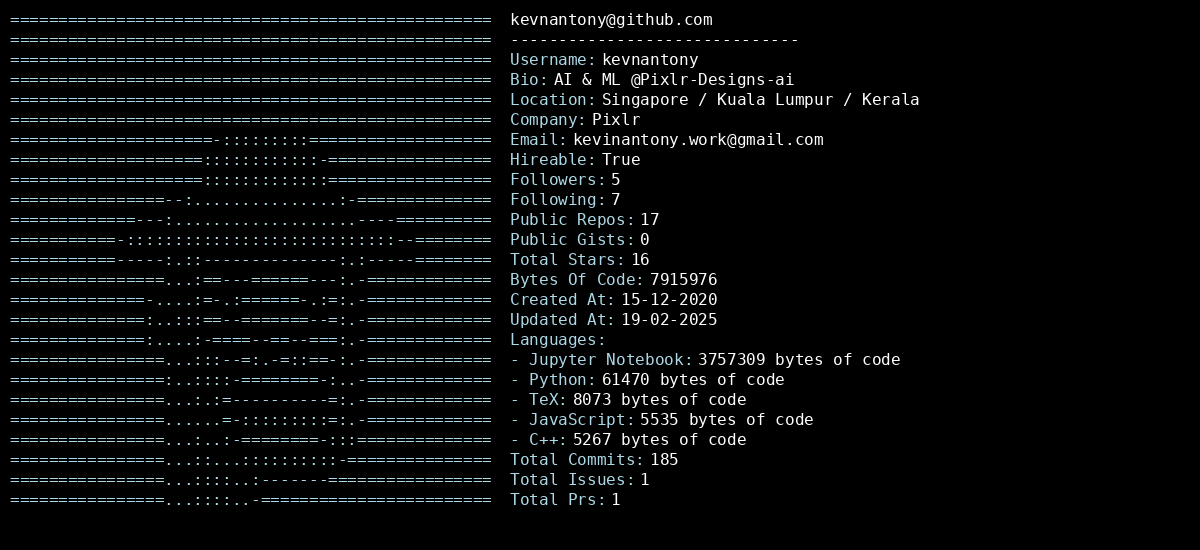 kevnantony@github.com
------------------------------
Username: kevnantony
Bio: AI & ML @Pixlr-Designs-ai
Location: Singapore / Kuala Lumpur / Kerala
Company: Pixlr
Email: kevinantony.work@gmail.com
Hireable: True
Followers: 5
Following: 7
Public Repos: 17
Public Gists: 0
Total Stars: 16
Bytes Of Code: 7915976
Created At: 15-12-2020
Updated At: 19-02-2025
Languages:
- Jupyter Notebook: 3757309 bytes of code
- Python: 61470 bytes of code
- TeX: 8073 bytes of code
- JavaScript: 5535 bytes of code
- C++: 5267 bytes of code
Total Commits: 185
Total Issues: 1
Total Prs: 1